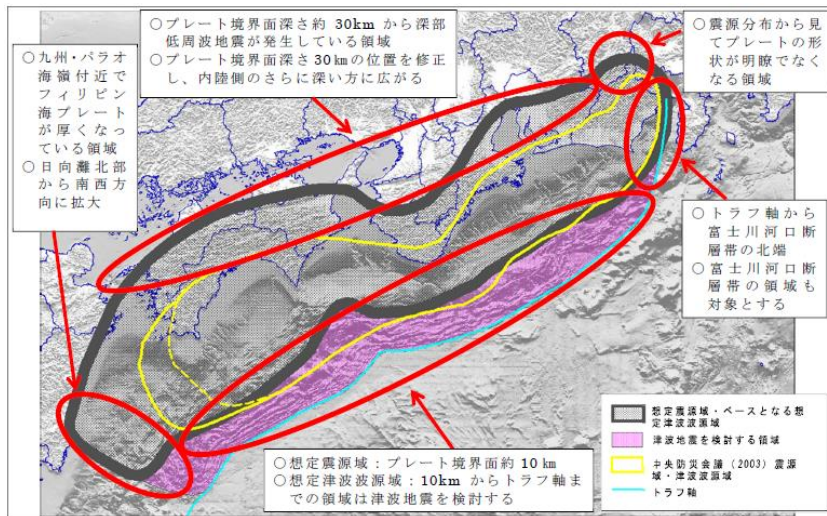 ○プレート境界面深さ約 30km から深部
低周波地震が発生している領域
○プレート境界面深さ30㎞の位置を修正
し、内陸側のさらに深い方に広がる
○震源分布から見
てプレートの形
状が明瞭でなく
なる領域
○九州・パラオ
海嶺付近で
フィリピン
海プレート
が厚くなっ
ている領域
○日向灘北部
から南西方
向に拡大
○トラフ軸から
富士川河口断
層帯の北端
○富士川河口断
層帯の領域も
対象とする
○想定震源域：プレート境界面約 10㎞
○想定津波波源域：10km からトラフ軸ま
での領域は津波地震を検討する
想定震源域・ベースとなる想
定津波波源域
津波地震を検討する領域
中央防災会議（2003）震源
域・津波波源域
トラフ軸